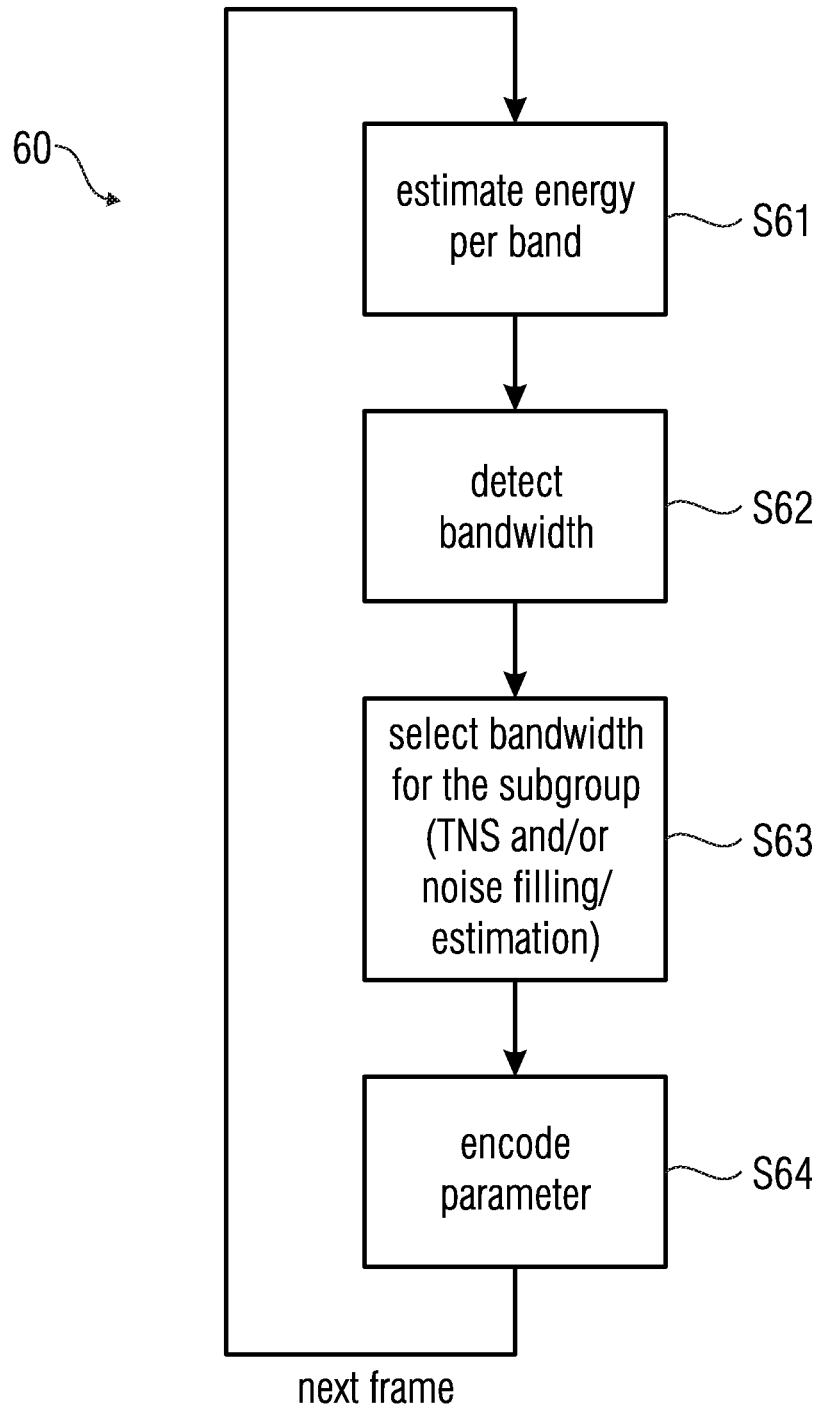 60
estimate energy
per band
S61
detect
bandwidth
S62
select bandwidth
for the subgroup
(TNS and/or
noise filling/
estimation)
S63
encode
parameter
S64
next frame